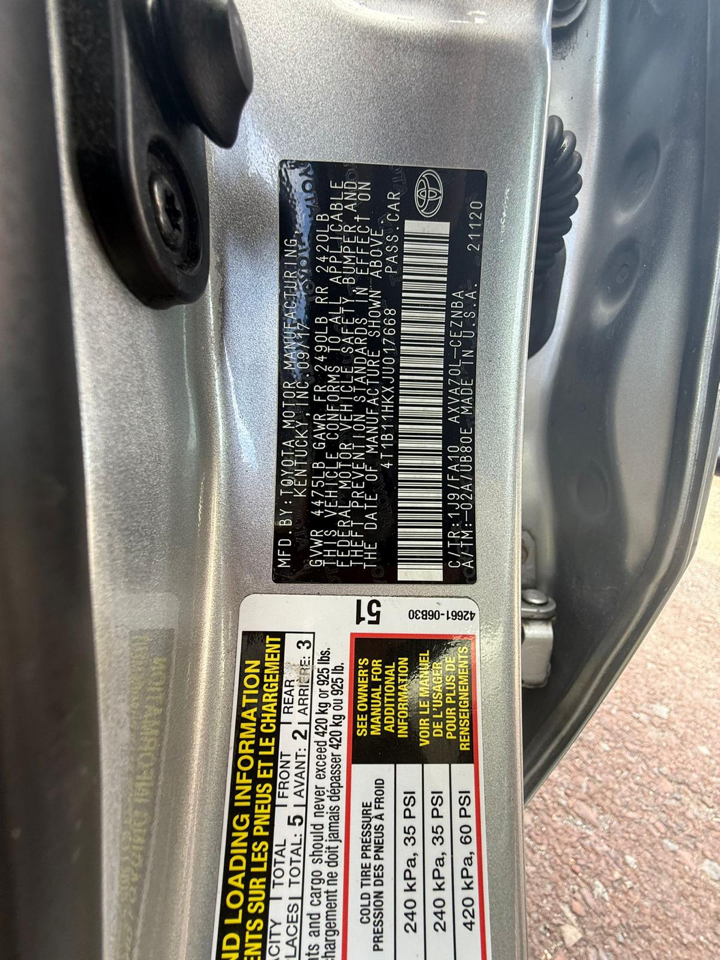 MFD.BY:TOYOTA MOTOR MANUFACTURING,
KENTUCKY, INC.09/17
GVWR 4475LB GAWR FR 2490LB RR 2420LB
THIS VEHICLE CONFORMS TO ALL APPLICABLE
FEDERAL MOTOR VEHICLE SAFETY, BUMPER AND
THEFT PREVENTION STANDARDS IN EFFECT ON
THE DATE OF MANUFACTURE SHOWN ABOVE.
4T1B11HKXJU017668 PASS.CAR
C/TR:1J9/FA10 AXVA70L-CEZNBA
A/TM:-02A/UB80E MADE IN U.S.A. 21120
51
42661-06B30
ND LOADING INFORMATION
ENTS SUR LES PNEUS ET LE CHARGEMENT
TOTAL FRONT REAR
TOTAL: 5 AVANT: 2 ARRIÈRE: 3
and cargo should never exceed 420 kg or 925 lbs.
chargement ne doit jamais dépasser 420 kg ou 925 lb.
COLD TIRE PRESSURE
PRESSION DES PNEUS À FROID
240 kPa, 35 PSI
240 kPa, 35 PSI
420 kPa, 60 PSI
SEE OWNER'S
MANUAL FOR
ADDITIONAL
INFORMATION
VOIR LE MANUEL
DE L'USAGER
POUR PLUS DE
RENSEIGNEMENTS